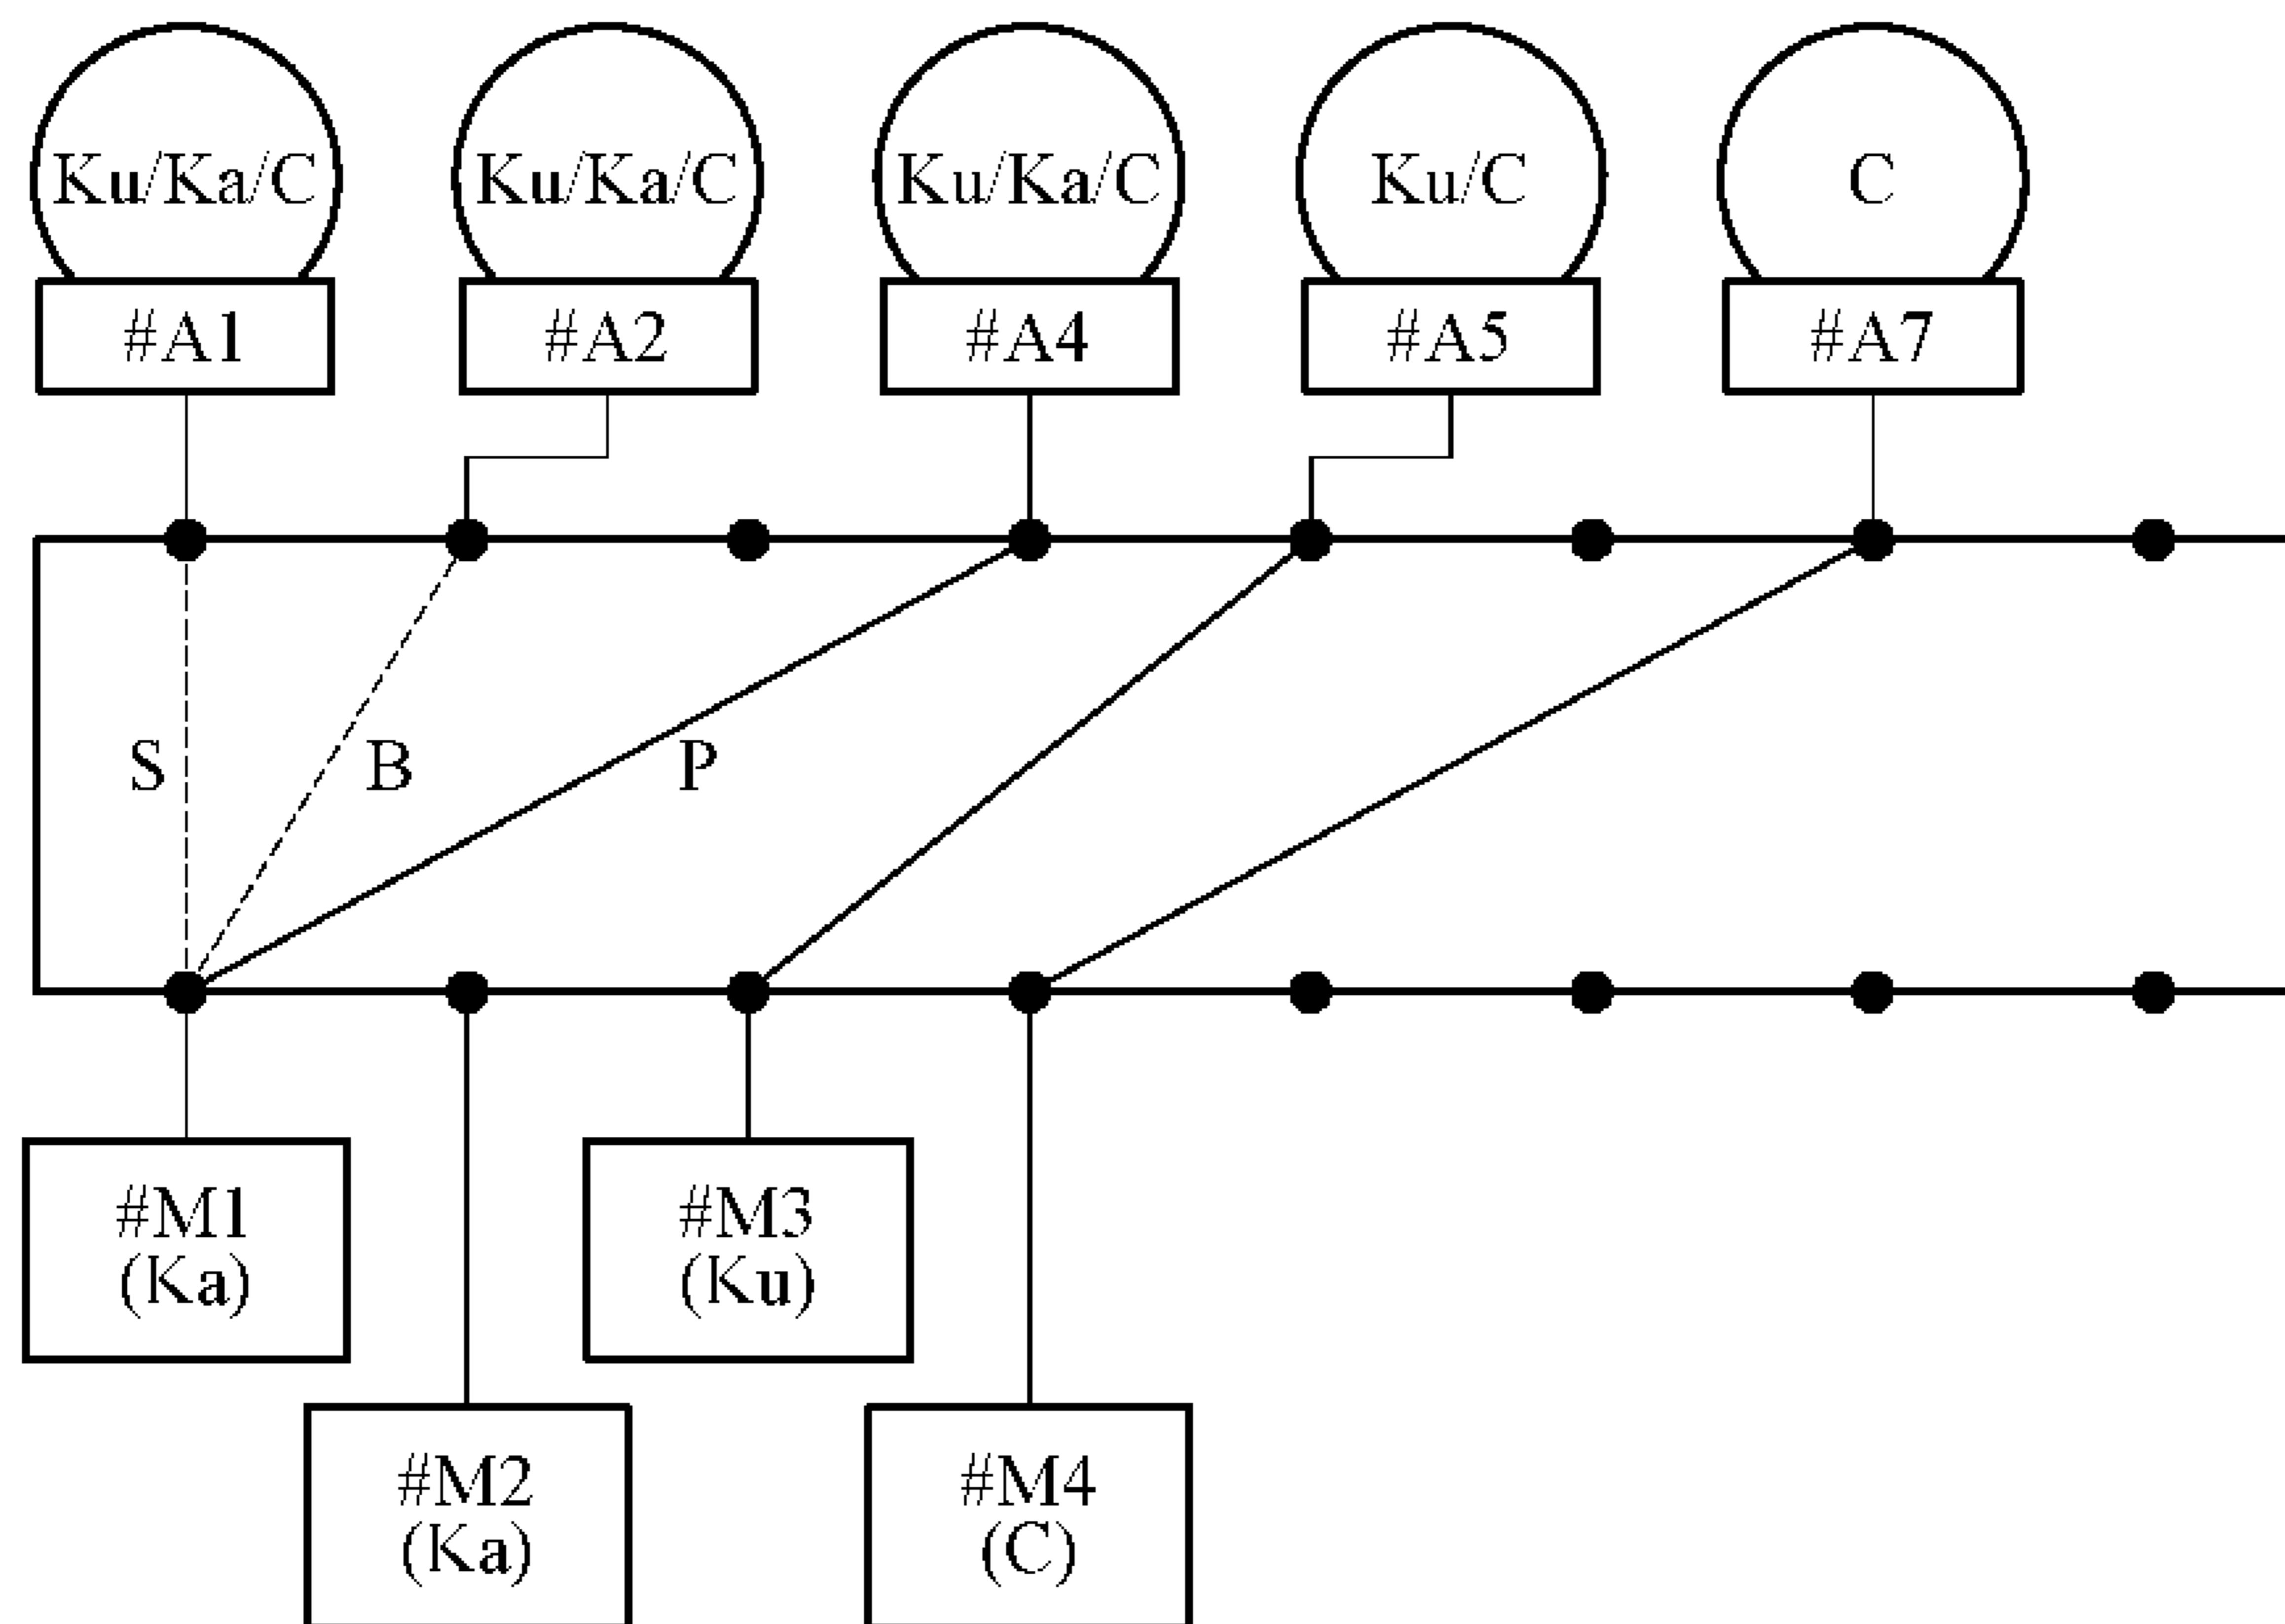 Ku/Ka/C Ku/Ka/C Ku/Ka/C Ku/C C
#A1 #A2 #A4 #A5 #A7
S B P
#M1 #M3
(Ka) (Ku)
#M2 #M4
(Ka) (C)